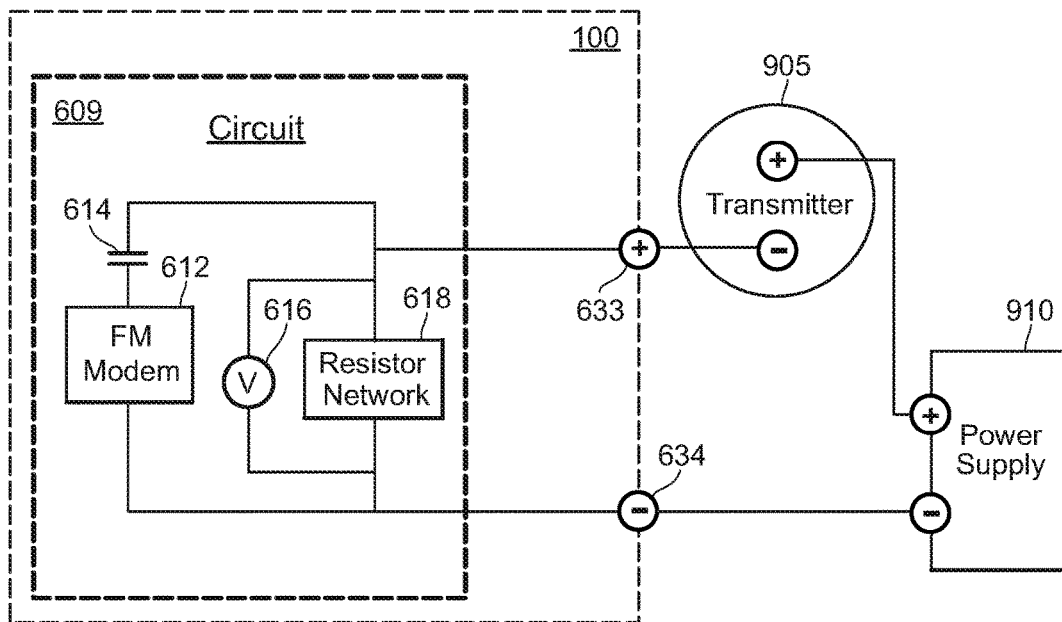 100
905
609
Circuit
614
+
Transmitter
612
+
−
633
910
FM
Modem
616
618
V
Resistor
Network
+
Power
Supply
634
−
−